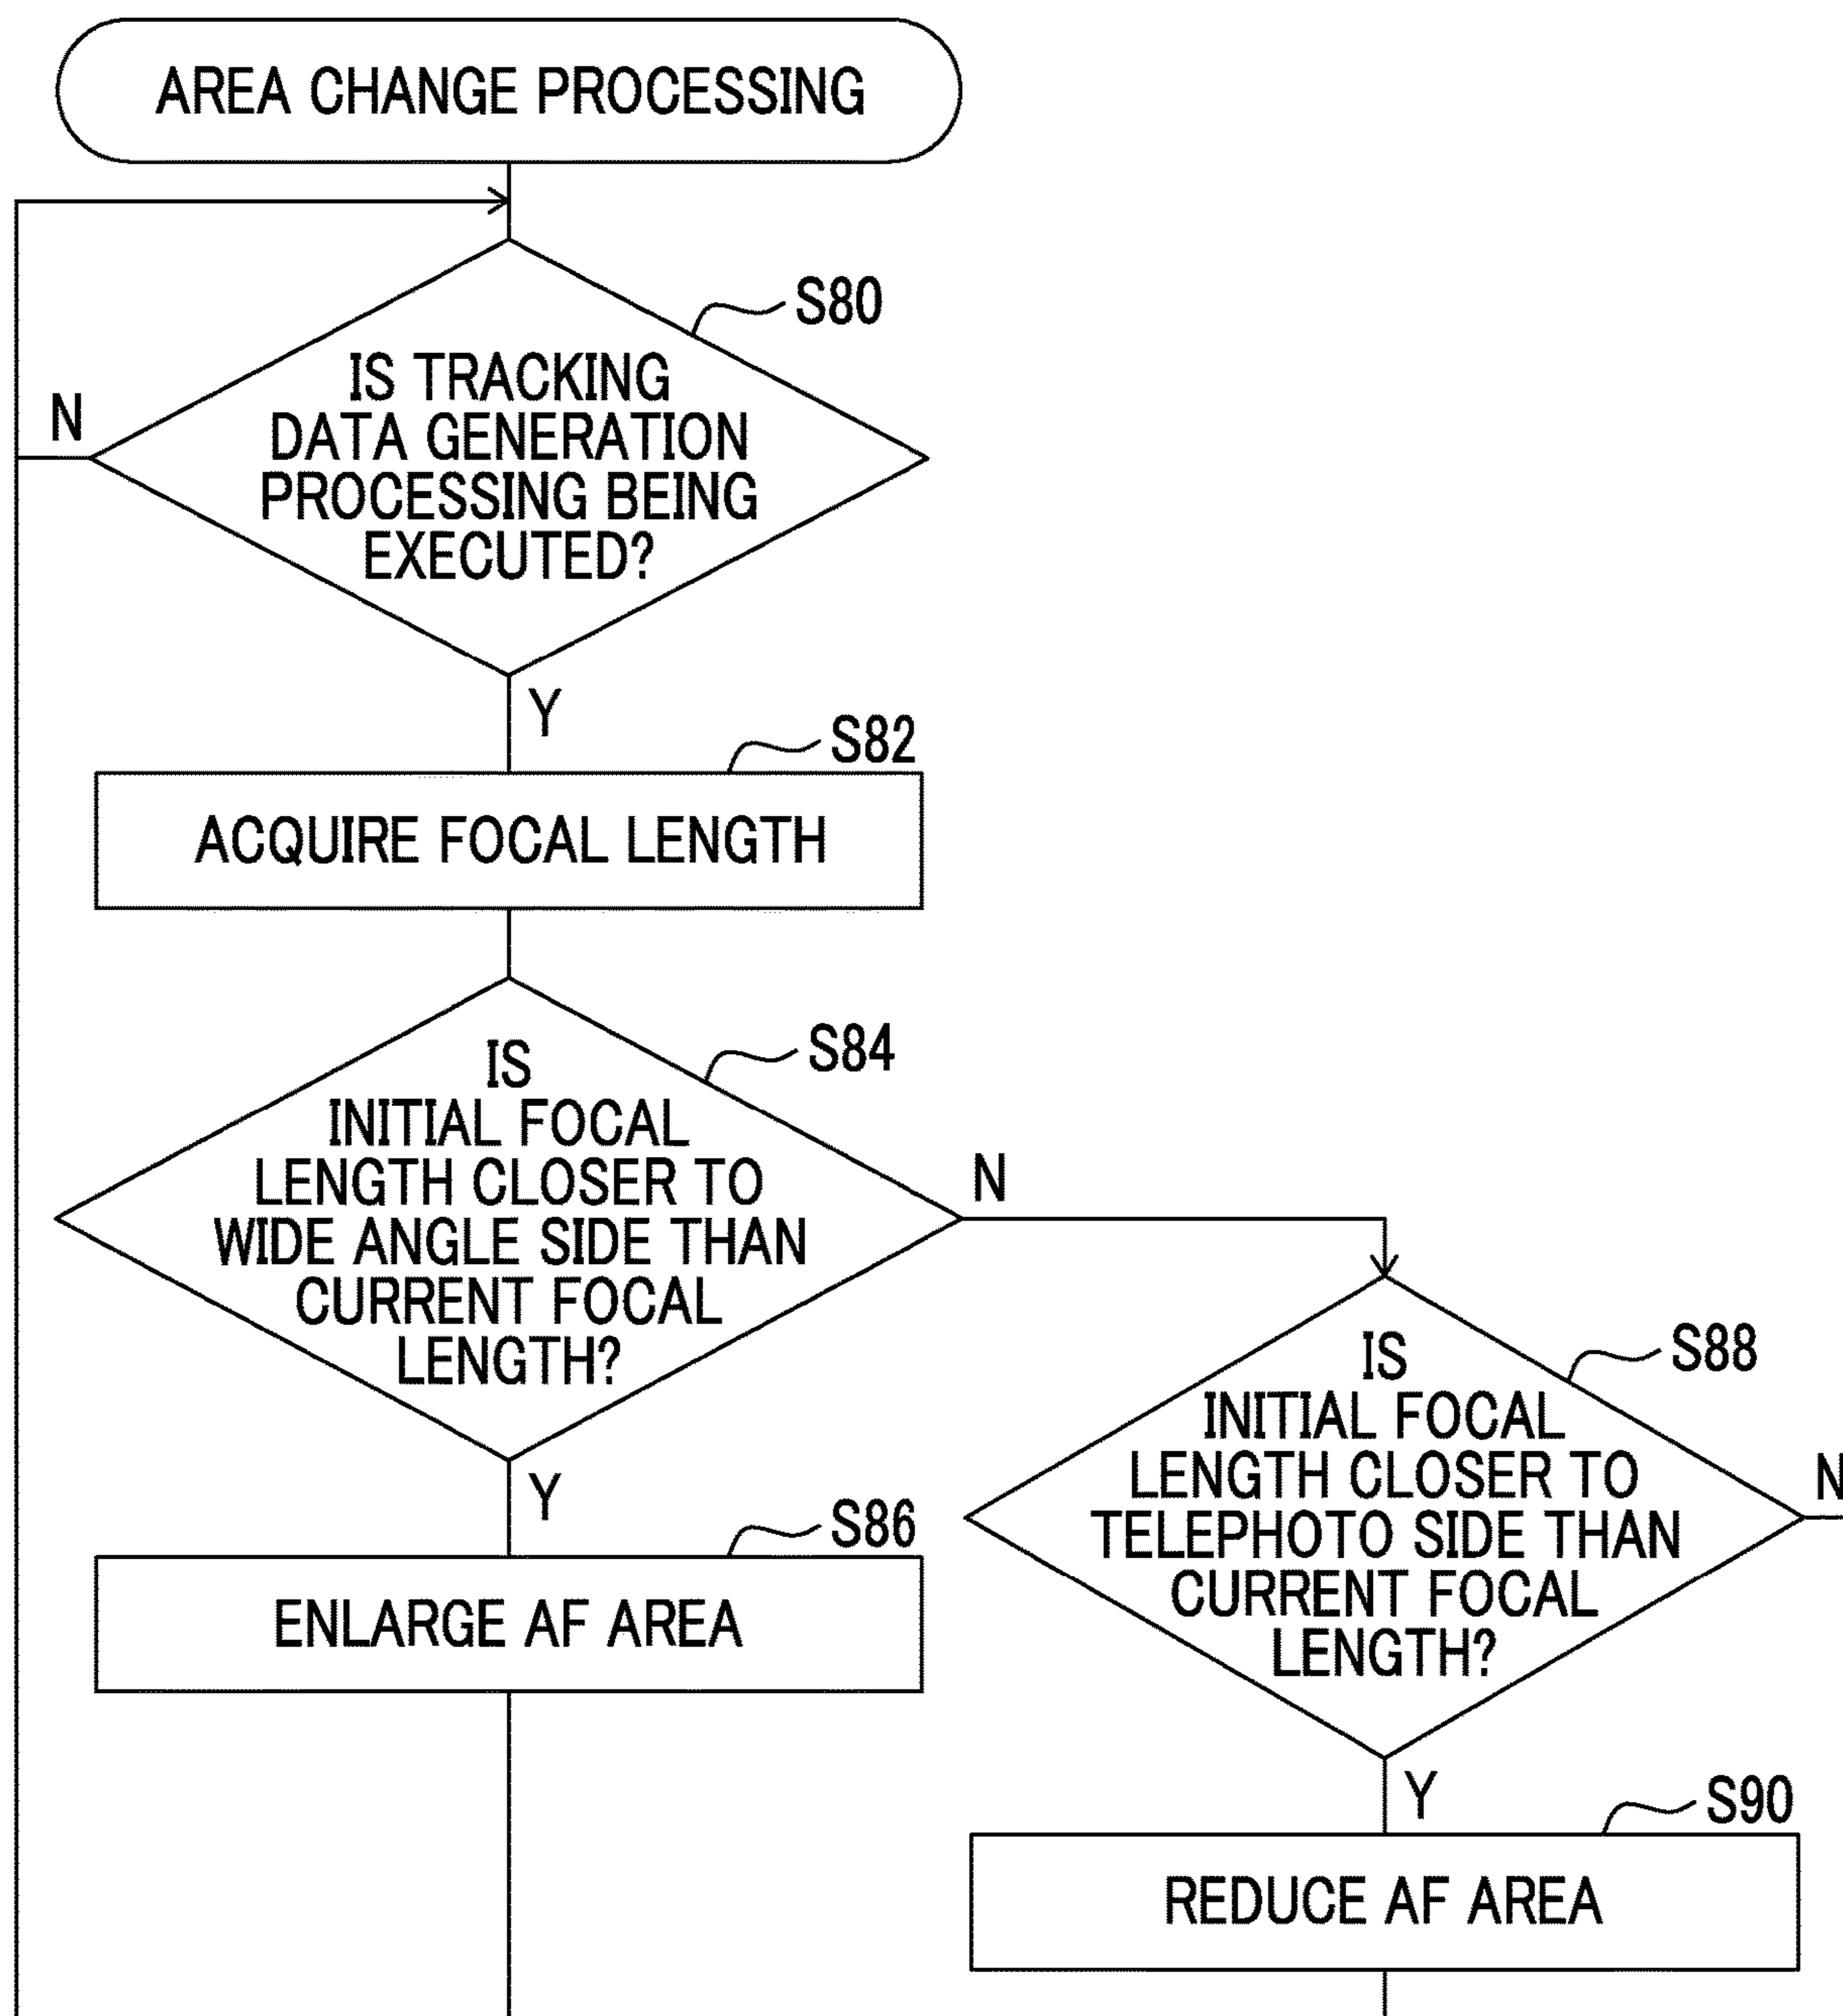 AREA CHANGE PROCESSING
S80
IS TRACKING
DATA GENERATION
PROCESSING BEING
EXECUTED?
N
Y
S82
ACQUIRE FOCAL LENGTH
S84
IS
INITIAL FOCAL
LENGTH CLOSER TO
WIDE ANGLE SIDE THAN
CURRENT FOCAL
LENGTH?
N
Y
S86
ENLARGE AF AREA
S88
IS
INITIAL FOCAL
LENGTH CLOSER TO
TELEPHOTO SIDE THAN
CURRENT FOCAL
LENGTH?
N
Y
S90
REDUCE AF AREA